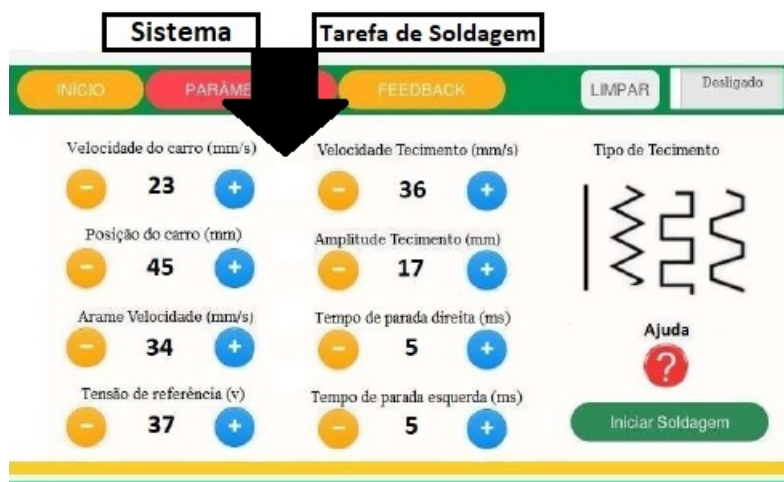 Sistema
Tarefa de Soldagem
INÍCIO
PARÂME
FEEDBACK
LIMPAR
Desligado
Velocidade do carro (mm/s)
− 23 +
Posição do carro (mm)
− 45 +
Arame Velocidade (mm/s)
− 34 +
Tensão de referência (v)
− 37 +
Velocidade Tecimento (mm/s)
− 36 +
Amplitude Tecimento (mm)
− 17 +
Tempo de parada direita (ms)
− 5 +
Tempo de parada esquerda (ms)
− 5 +
Tipo de Tecimento
Ajuda
?
Iniciar Soldagem